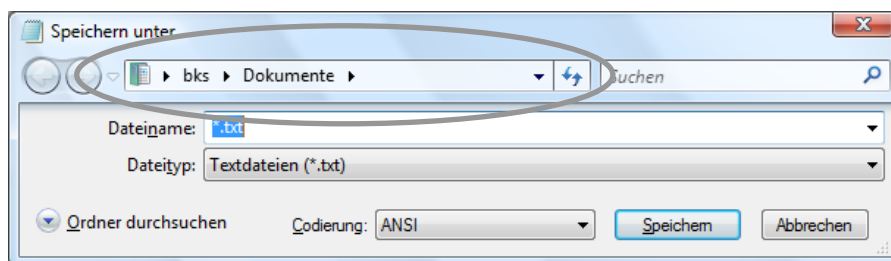 Speichern unter
bks Dokumente
Suchen
Dateiname: *.txt
Dateityp: Textdateien (*.txt)
Ordner durchsuchen Codierung: ANSI Speichern Abbrechen